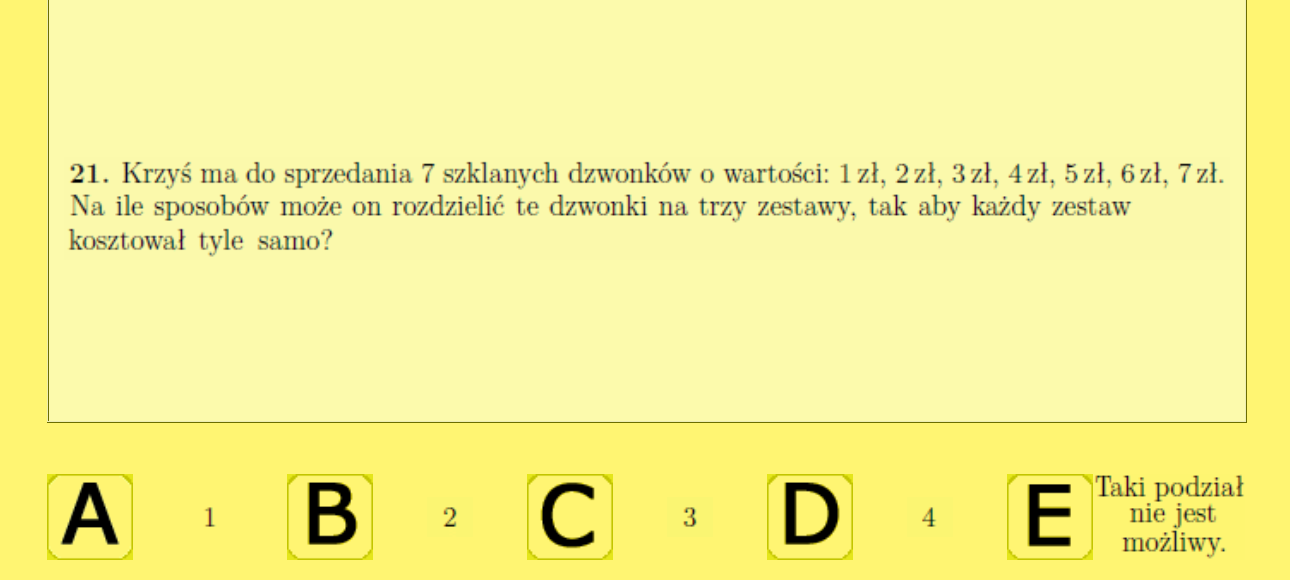 21. Krzyś ma do sprzedania 7 szklanych dzwonków o wartości: 1 zł, 2 zł, 3 zł, 4 zł, 5 zł, 6 zł, 7 zł.
Na ile sposobów może on rozdzielić te dzwonki na trzy zestawy, tak aby każdy zestaw
kosztował tyle samo?
A 1 B 2 C 3 D 4 E Taki podział
nie jest
możliwy.